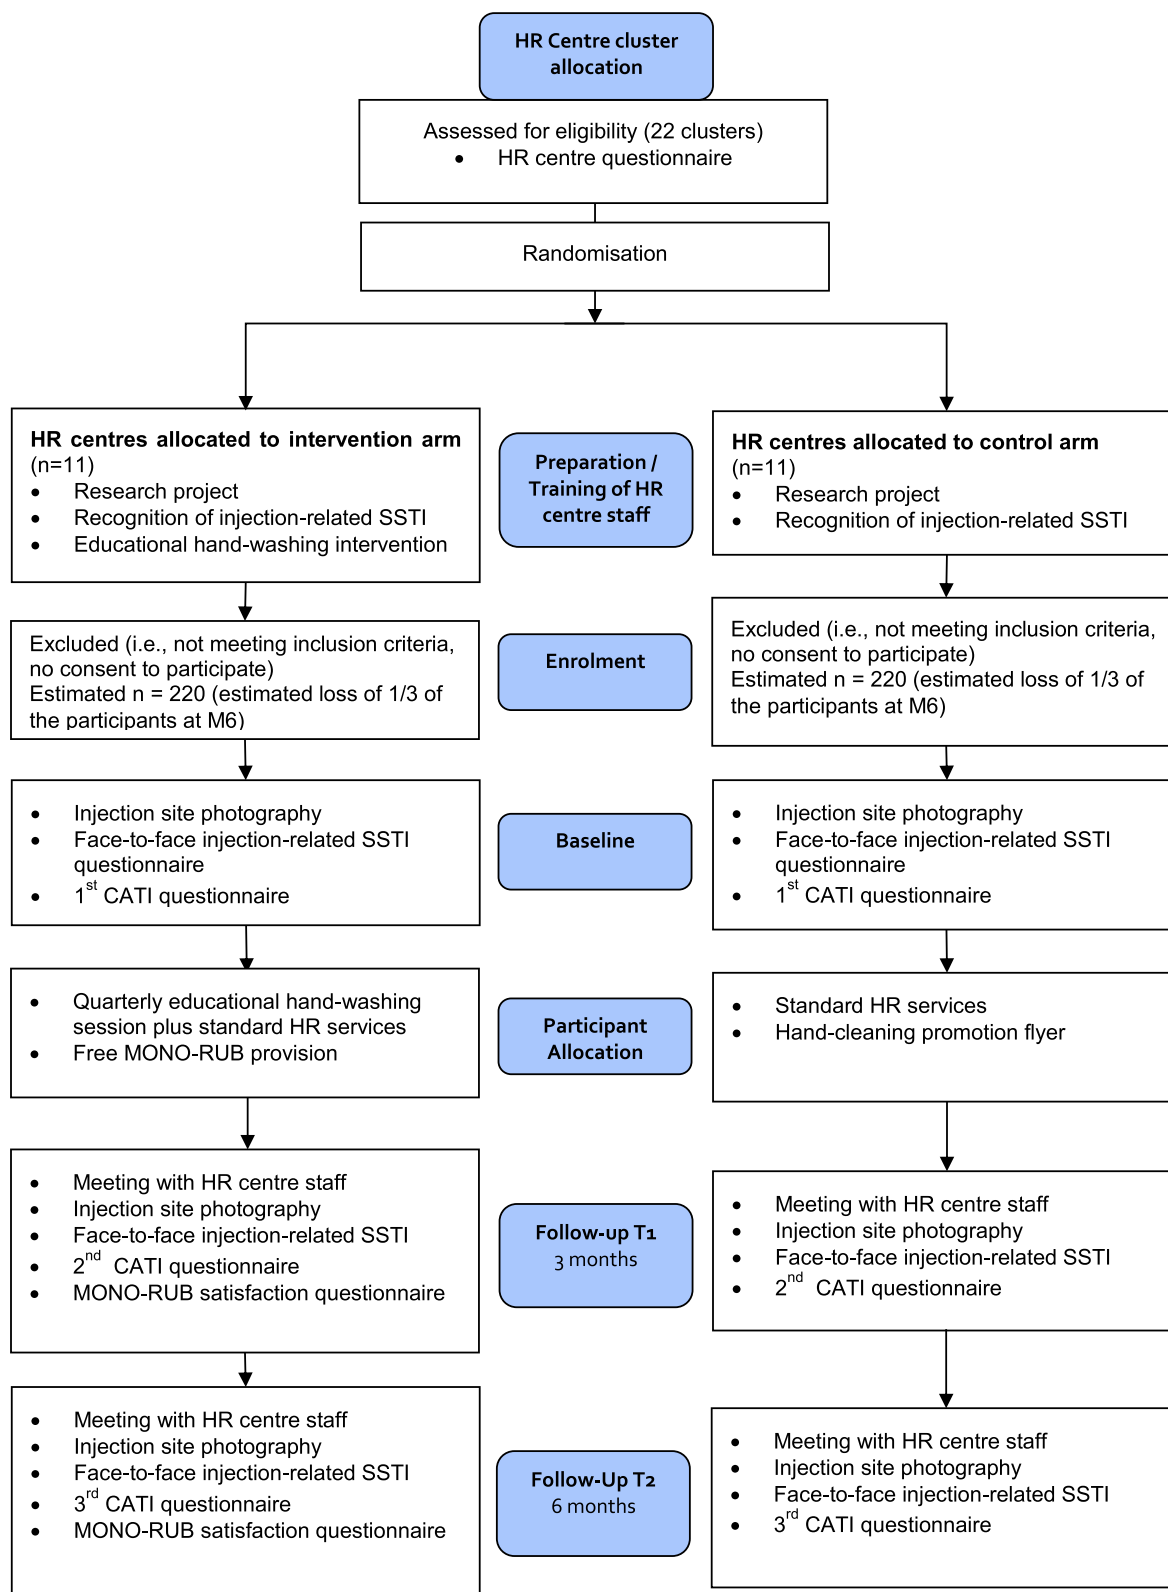 HR Centre cluster
allocation
Assessed for eligibility (22 clusters)
• HR centre questionnaire
Randomisation
HR centres allocated to intervention arm
(n=11)
• Research project
• Recognition of injection-related SSTI
• Educational hand-washing intervention
Preparation /
Training of HR
centre staff
HR centres allocated to control arm
(n=11)
• Research project
• Recognition of injection-related SSTI
Excluded (i.e., not meeting inclusion criteria,
no consent to participate)
Estimated n = 220 (estimated loss of 1/3 of
the participants at M6)
Enrolment
Excluded (i.e., not meeting inclusion criteria,
no consent to participate)
Estimated n = 220 (estimated loss of 1/3 of
the participants at M6)
• Injection site photography
• Face-to-face injection-related SSTI
questionnaire
• 1st CATI questionnaire
Baseline
• Injection site photography
• Face-to-face injection-related SSTI
questionnaire
• 1st CATI questionnaire
• Quarterly educational hand-washing
session plus standard HR services
• Free MONO-RUB provision
Participant
Allocation
• Standard HR services
• Hand-cleaning promotion flyer
• Meeting with HR centre staff
• Injection site photography
• Face-to-face injection-related SSTI
• 2nd CATI questionnaire
• MONO-RUB satisfaction questionnaire
Follow-up T1
3 months
• Meeting with HR centre staff
• Injection site photography
• Face-to-face injection-related SSTI
• 2nd CATI questionnaire
• Meeting with HR centre staff
• Injection site photography
• Face-to-face injection-related SSTI
• 3rd CATI questionnaire
• MONO-RUB satisfaction questionnaire
Follow-Up T2
6 months
• Meeting with HR centre staff
• Injection site photography
• Face-to-face injection-related SSTI
• 3rd CATI questionnaire